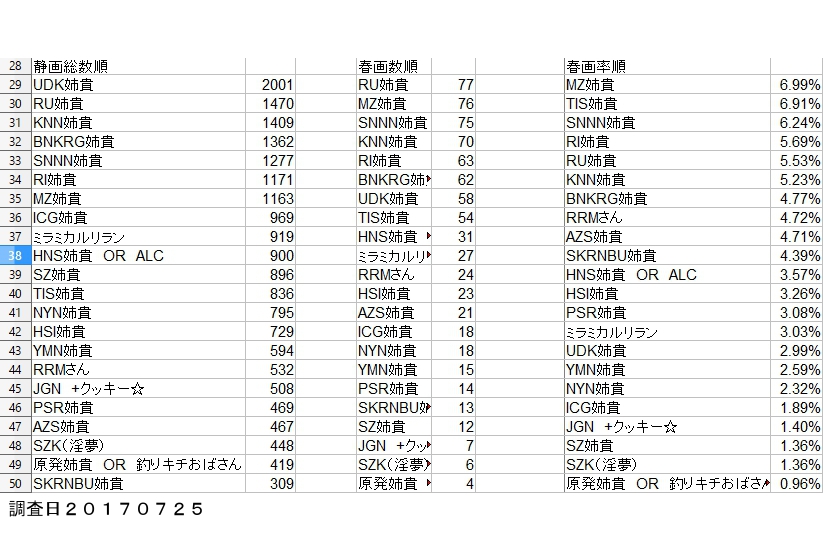 28 静画総数順 春画数順 春画率順
29 UDK姉貴 2001 RU姉貴 77 MZ姉貴 6.99%
30 RU姉貴 1470 MZ姉貴 76 TIS姉貴 6.91%
31 KNN姉貴 1409 SNNN姉貴 75 SNNN姉貴 6.24%
32 BNKRG姉貴 1362 KNN姉貴 70 RI姉貴 5.69%
33 SNNN姉貴 1277 RI姉貴 63 RU姉貴 5.53%
34 RI姉貴 1171 BNKRG姉 62 KNN姉貴 5.23%
35 MZ姉貴 1163 UDK姉貴 58 BNKRG姉貴 4.77%
36 ICG姉貴 969 TIS姉貴 54 RRMさん 4.72%
37 ミラミカルリラン 919 HNS姉貴 31 AZS姉貴 4.71%
38 HNS姉貴 OR ALC 900 ミラミカルリ 27 SKRNBU姉貴 4.39%
39 SZ姉貴 896 RRMさん 24 HNS姉貴 OR ALC 3.57%
40 TIS姉貴 836 HSI姉貴 23 HSI姉貴 3.26%
41 NYN姉貴 795 AZS姉貴 21 PSR姉貴 3.08%
42 HSI姉貴 729 ICG姉貴 18 ミラミカルリラン 3.03%
43 YMN姉貴 594 NYN姉貴 18 UDK姉貴 2.99%
44 RRMさん 532 YMN姉貴 15 YMN姉貴 2.59%
45 JGN +クッキー☆ 508 PSR姉貴 14 NYN姉貴 2.32%
46 PSR姉貴 469 SKRNBU姉 13 ICG姉貴 1.89%
47 AZS姉貴 467 SZ姉貴 12 JGN +クッキー☆ 1.40%
48 SZK(淫夢) 448 JGN +クッ 7 SZ姉貴 1.36%
49 原発姉貴 OR 釣りキチおばさん 419 SZK(淫夢) 6 SZK(淫夢) 1.36%
50 SKRNBU姉貴 309 原発姉貴 4 原発姉貴 OR 釣りキチおばさん 0.96%
調査日２０１７０７２５